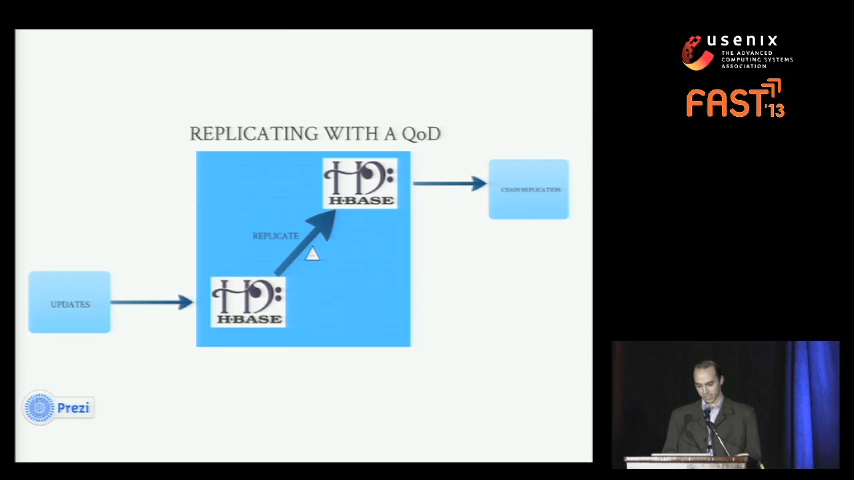 REPLICATING WITH A QoD
H·BASE
CHAIN REPLICATION
REPLICATE
UPDATES
H·BASE
Prezi
usenix
THE ADVANCED
COMPUTING SYSTEMS
ASSOCIATION
FAST'13